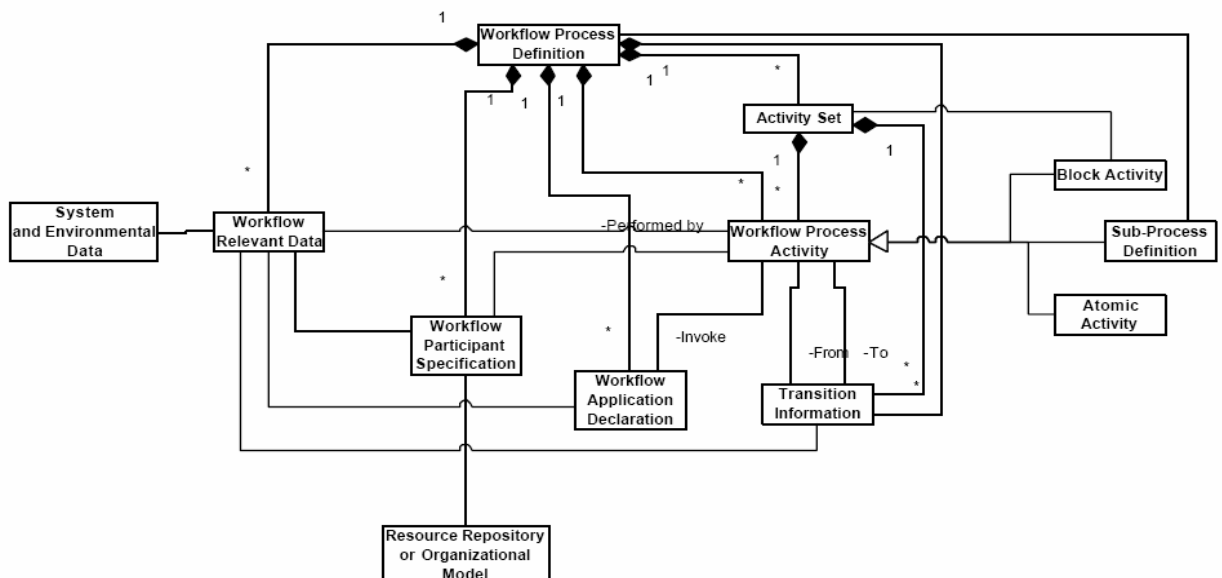 1
Workflow Process
Definition
1
1
1
1
1
*
Activity Set
1
1
*
*
*
Block Activity
System
and Environmental
Data
Workflow
Relevant Data
-Performed by
Workflow Process
Activity
Sub-Process
Definition
*
Atomic
Activity
Workflow
Participant
Specification
*
-Invoke
-From
-To
*
*
Workflow
Application
Declaration
Transition
Information
Resource Repository
or Organizational
Model